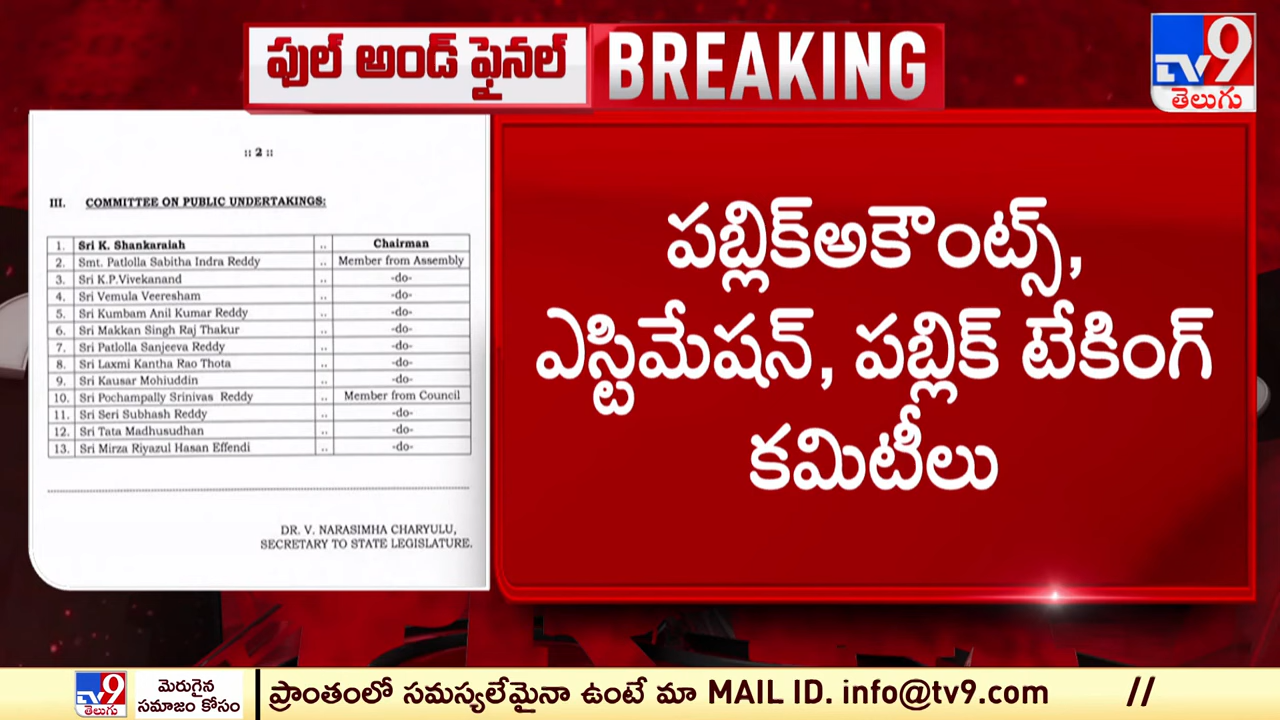 ఫుల్ అండ్ ఫైనల్ BREAKING
TV9
తెలుగు
:: 2 ::
III. COMMITTEE ON PUBLIC UNDERTAKINGS:
1. Sri K. Shankaraiah .. Chairman
2. Smt. Patlolla Sabitha Indra Reddy .. Member from Assembly
3. Sri K.P.Vivekanand .. -do-
4. Sri Vemula Veeresham .. -do-
5. Sri Kumbam Anil Kumar Reddy .. -do-
6. Sri Makkan Singh Raj Thakur .. -do-
7. Sri Patlolla Sanjeeva Reddy .. -do-
8. Sri Laxmi Kantha Rao Thota .. -do-
9. Sri Kausar Mohiuddin .. -do-
10. Sri Pochampally Srinivas Reddy .. Member from Council
11. Sri Seri Subhash Reddy .. -do-
12. Sri Tata Madhusudhan .. -do-
13. Sri Mirza Riyazul Hasan Effendi .. -do-
DR. V. NARASIMHA CHARYULU,
SECRETARY TO STATE LEGISLATURE.
పబ్లిక్అకౌంట్స్,
ఎస్టిమేషన్, పబ్లిక్ టేకింగ్
కమిటీలు
TV9
తెలుగు
మెరుగైన
సమాజం కోసం
ప్రాంతంలో సమస్యలేమైనా ఉంటే మా MAIL ID. info@tv9.com //